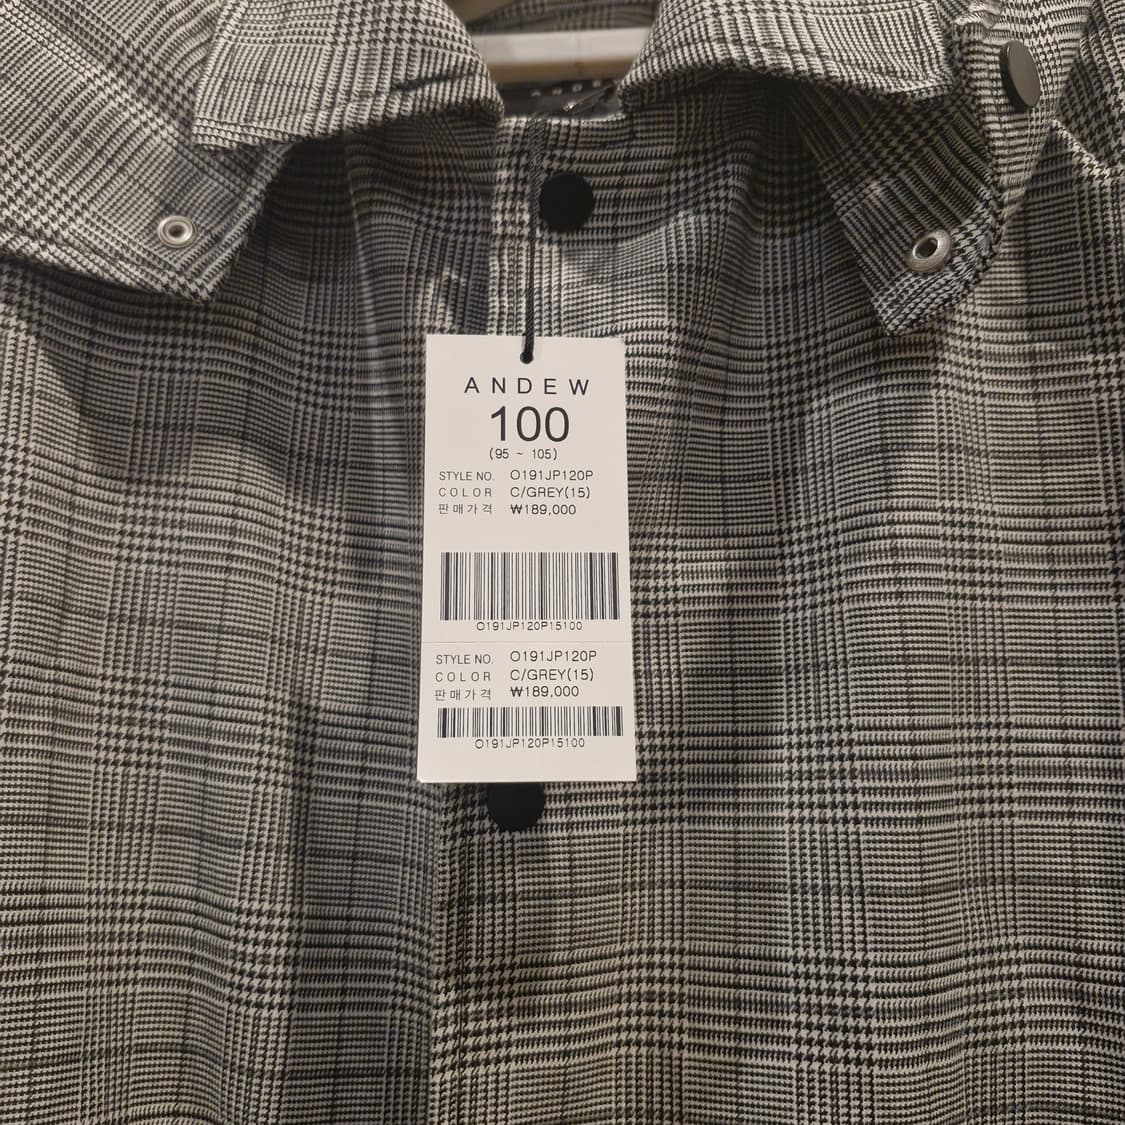 ANDEW
100
(95 ~ 105)
STYLE NO. O191JP120P
COLOR C/GREY(15)
판매가격 ₩189,000
O191JP120P15100
STYLE NO. O191JP120P
COLOR C/GREY(15)
판매가격 ₩189,000
O191JP120P15100